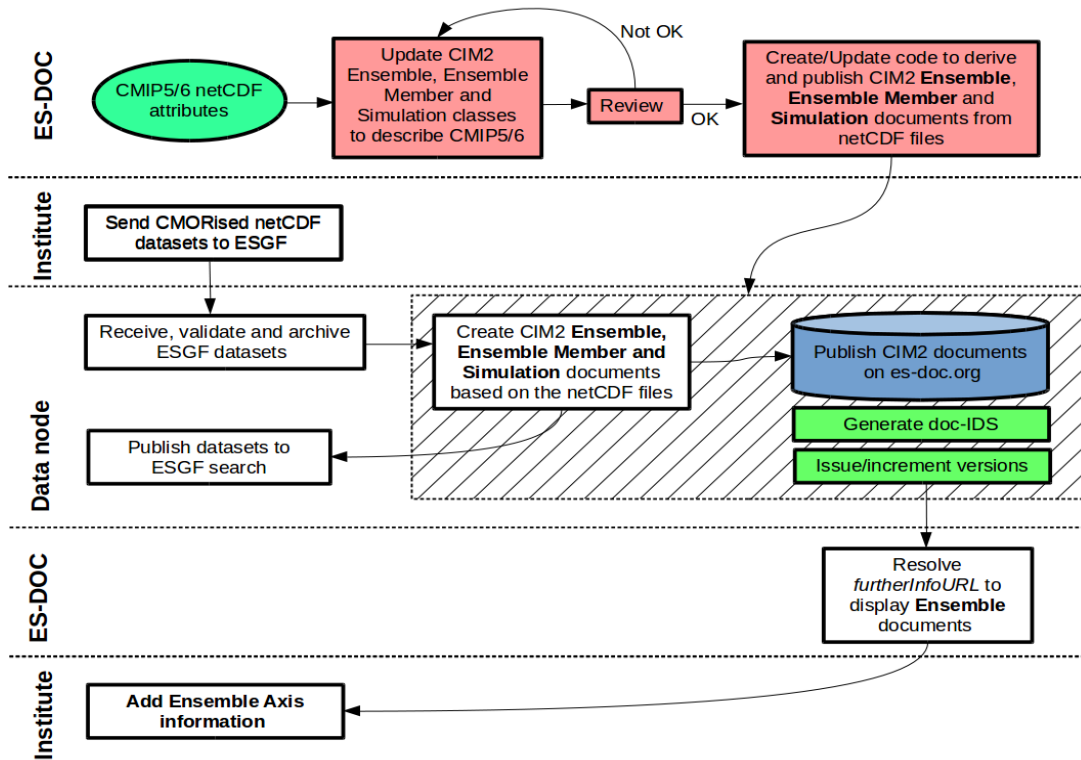 ES-DOC
CMIP5/6 netCDF
attributes
Update CIM2
Ensemble, Ensemble
Member and
Simulation classes
to describe CMIP5/6
Not OK
Review
OK
Create/Update code to derive
and publish CIM2 Ensemble,
Ensemble Member and
Simulation documents from
netCDF files
Institute
Send CMORised netCDF
datasets to ESGF
Data node
Receive, validate and archive
ESGF datasets
Create CIM2 Ensemble,
Ensemble Member and
Simulation documents
based on the netCDF files
Publish CIM2 documents
on es-doc.org
Generate doc-IDS
Issue/increment versions
Publish datasets to
ESGF search
ES-DOC
Resolve
furtherInfoURL to
display Ensemble
documents
Institute
Add Ensemble Axis
information